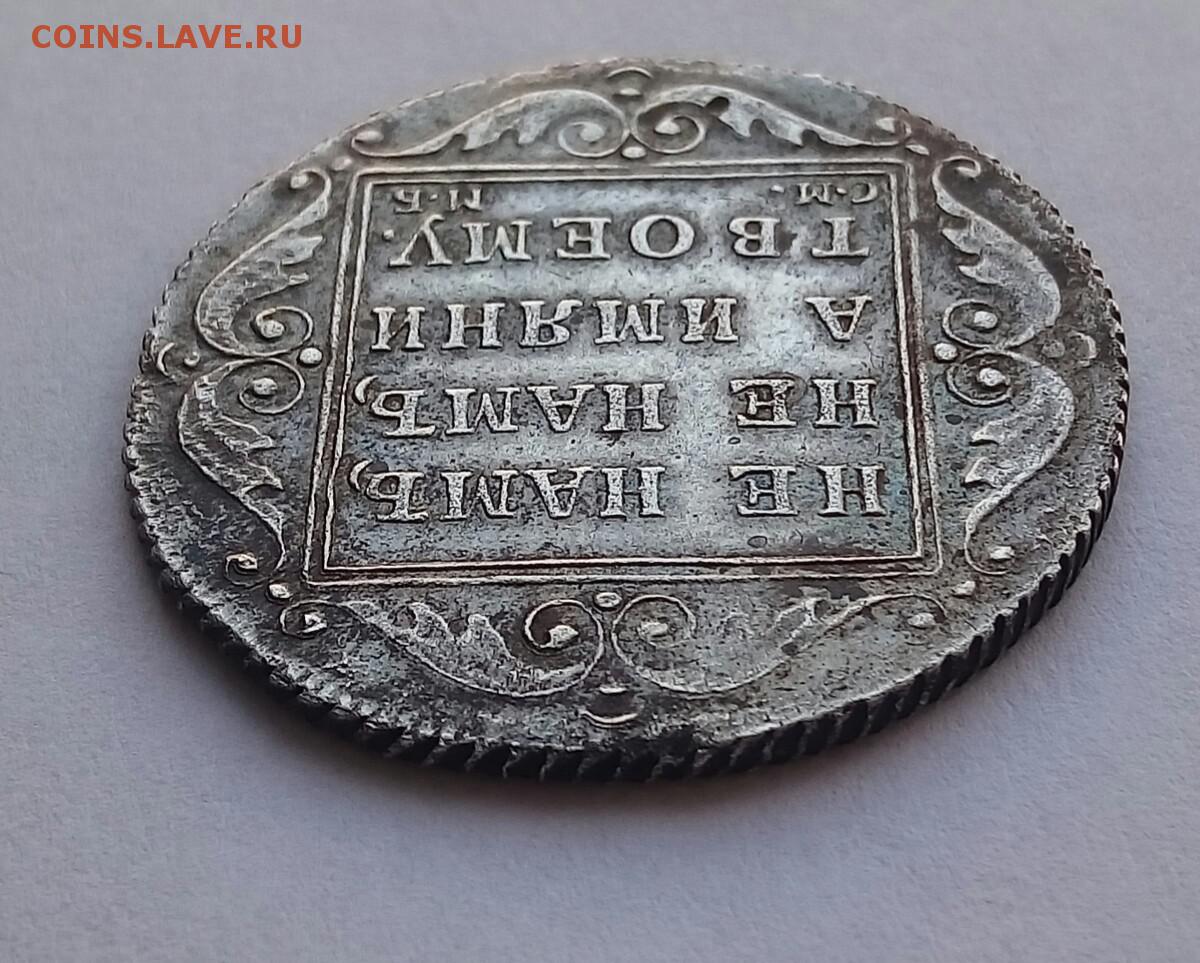 COINS.LAVE.RU
НЕ НАМЪ,
НЕ НАМЪ,
А ИМЯНИ
ТВОЕМУ.
С·М· М·Б